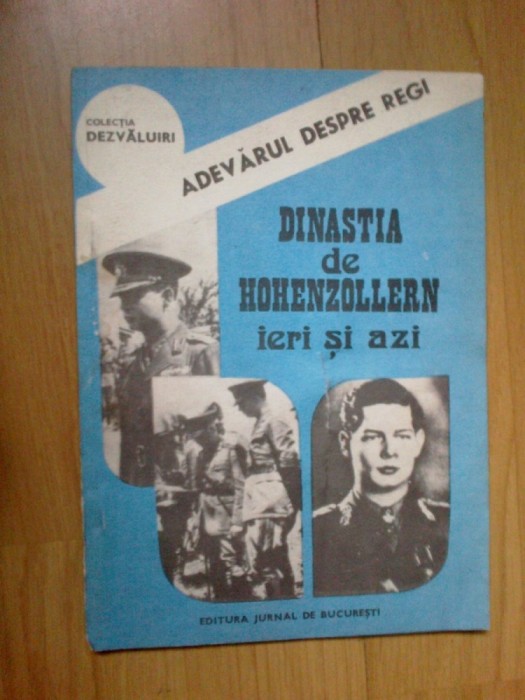 COLECȚIA
DEZVĂLUIRI
ADEVĂRUL DESPRE REGI
DINASTIA
de
HOHENZOLLERN
ieri și azi
EDITURA JURNAL DE BUCUREȘTI